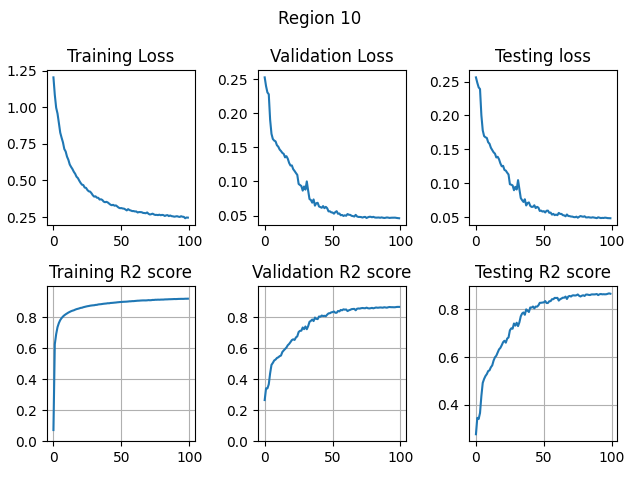 Region 10
Training Loss
1.25
1.00
0.75
0.50
0.25
0 50 100
Validation Loss
0.25
0.20
0.15
0.10
0.05
0 50 100
Testing loss
0.25
0.20
0.15
0.10
0.05
0 50 100
Training R2 score
0.8
0.6
0.4
0.2
0.0
0 50 100
Validation R2 score
0.8
0.6
0.4
0.2
0.0
0 50 100
Testing R2 score
0.8
0.6
0.4
0 50 100